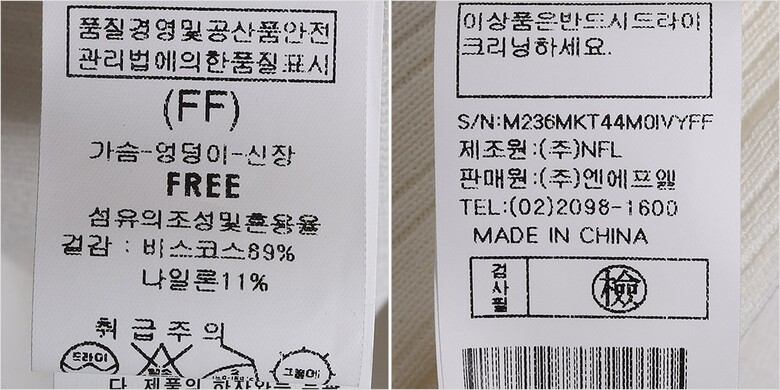 품질경영및공산품안전
관리법에의한품질표시
(FF)
가슴-엉덩이-신장
FREE
섬유의조성및혼용율
겉감 : 비스코스89%
나일론11%
취급주의
드라이
다 제품의
이상품은반드시드라이
크리닝하세요.
S/N:M236MKT44M0IVYFF
제조원:(주)NFL
판매원:(주)엔에프엘
TEL:(02)2098-1600
MADE IN CHINA
검사필
檢